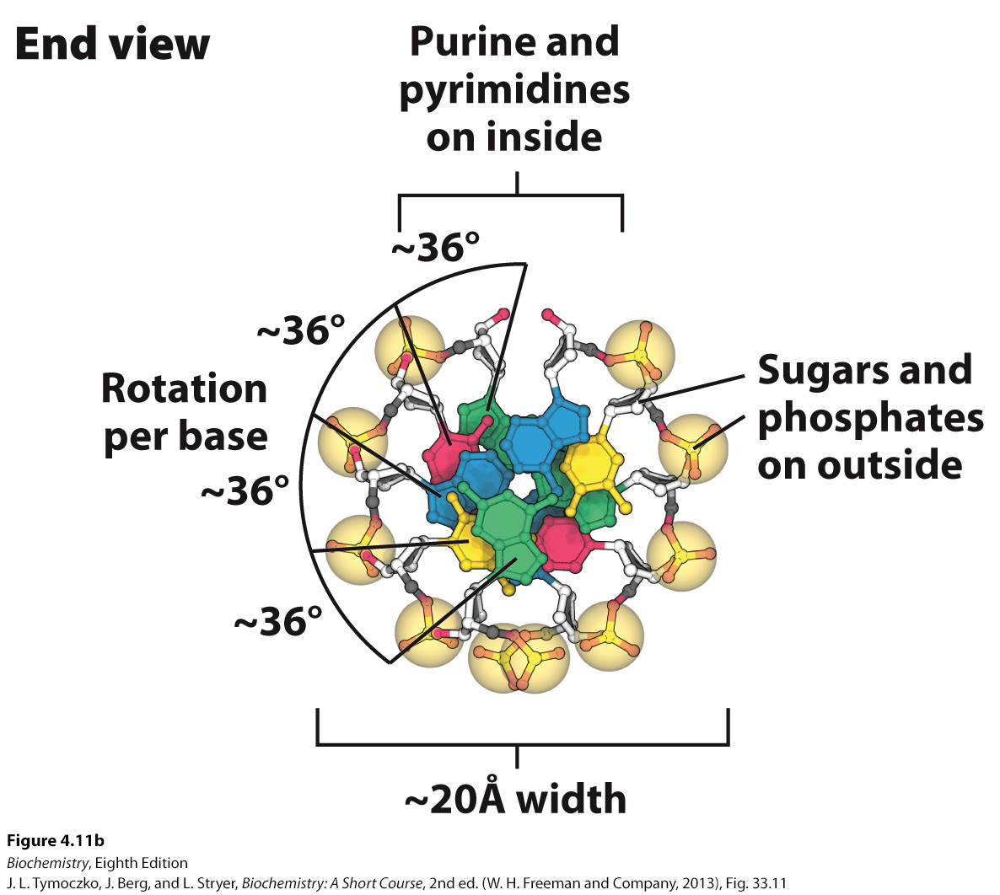 End view
Purine and
pyrimidines
on inside
~36°
~36°
Rotation
per base
~36°
~36°
Sugars and
phosphates
on outside
~20Å width
Figure 4.11b
Biochemistry, Eighth Edition
J. L. Tymoczko, J. Berg, and L. Stryer, Biochemistry: A Short Course, 2nd ed. (W. H. Freeman and Company, 2013), Fig. 33.11